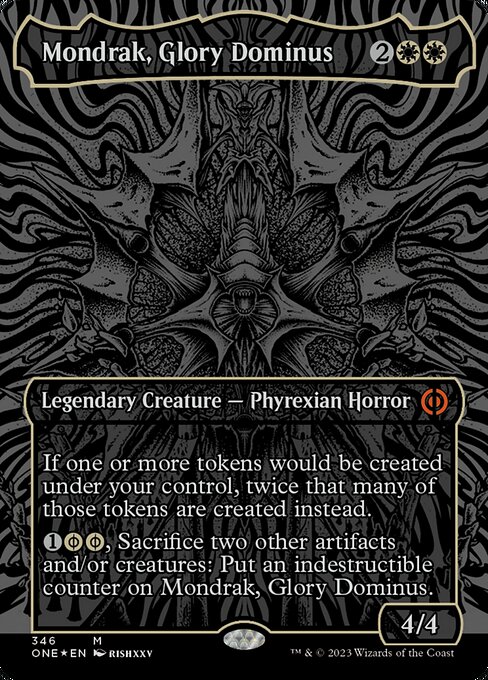 Mondrak, Glory Dominus 2
Legendary Creature — Phyrexian Horror
If one or more tokens would be created
under your control, twice that many of
those tokens are created instead.
1, Sacrifice two other artifacts
and/or creatures: Put an indestructible
counter on Mondrak, Glory Dominus.
4/4
346 M
ONE★EN RISHXXV
™ & © 2023 Wizards of the Coast